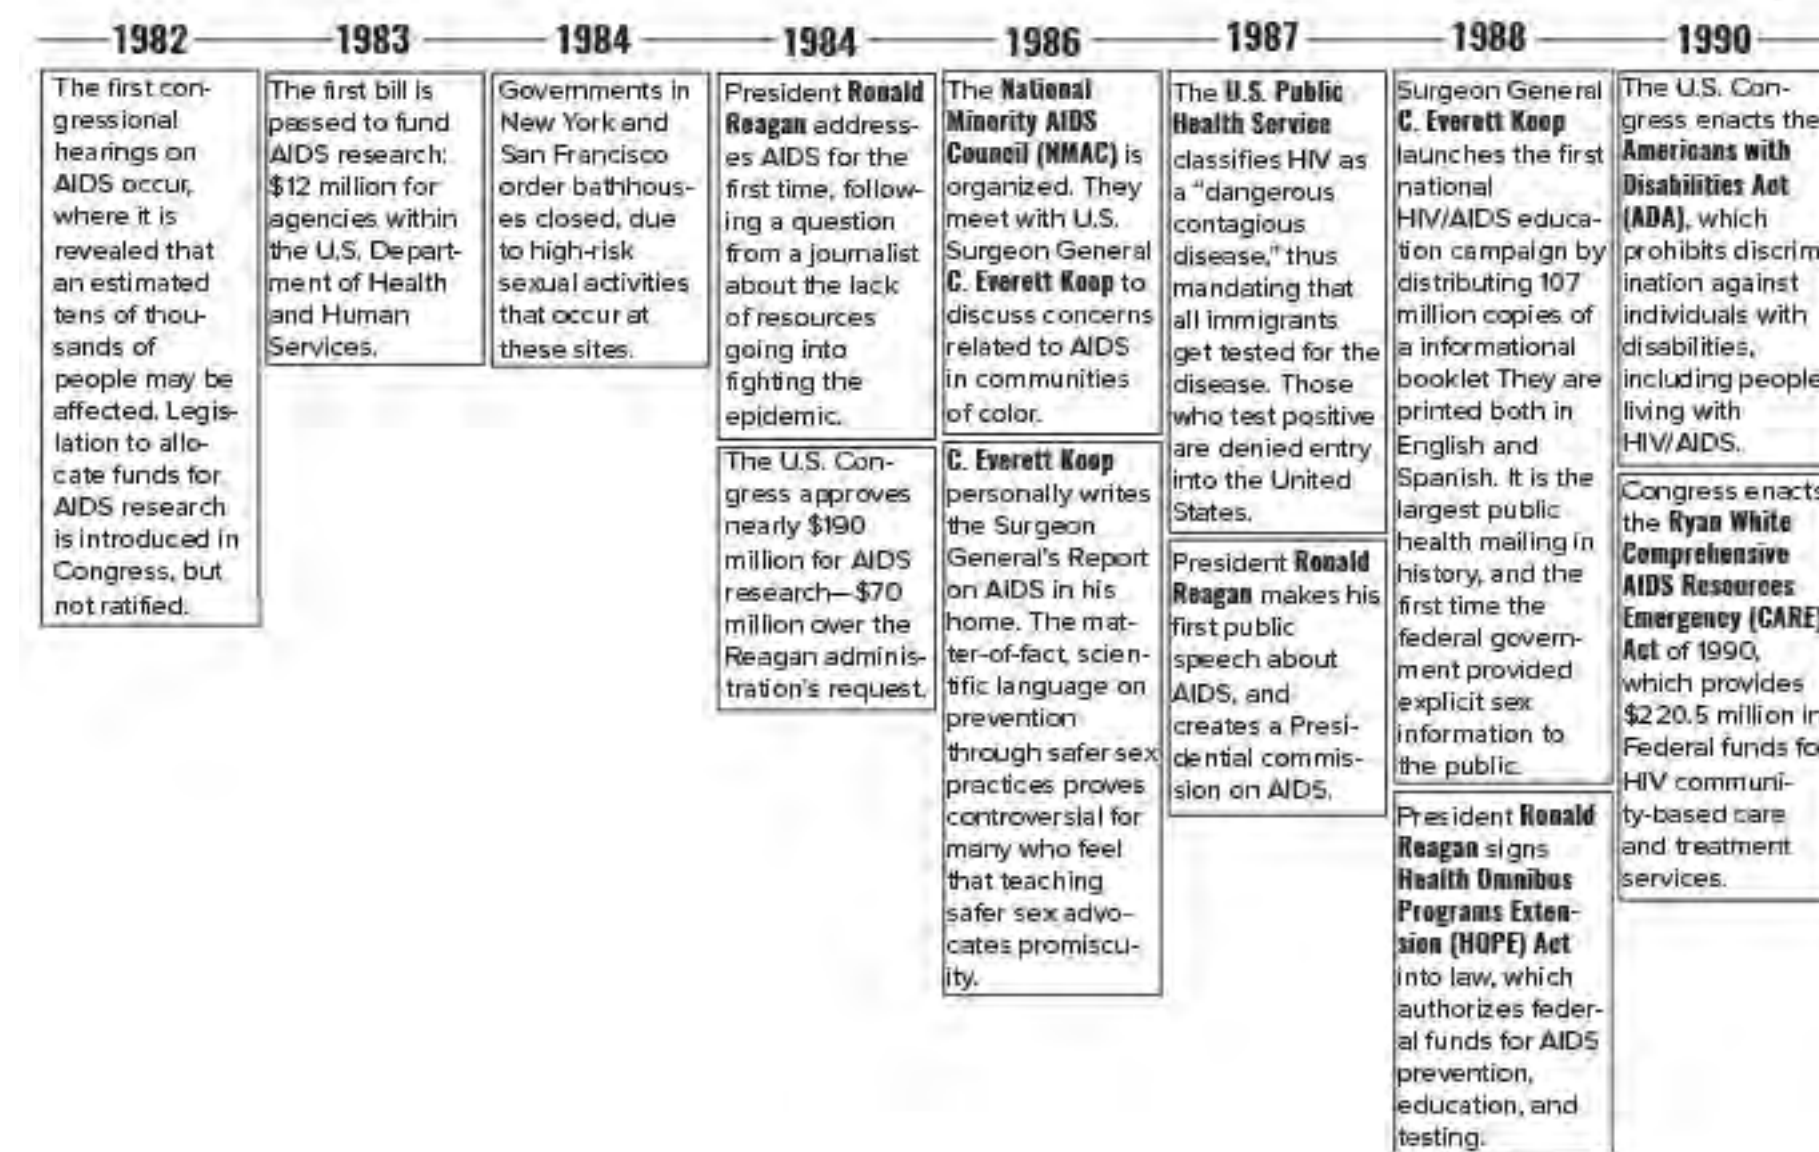 1982
The first con-
gressional
hearings on
AIDS occur,
where it is
revealed that
an estimated
tens of thou-
sands of
people may be
affected. Legis-
lation to allo-
cate funds for
AIDS research
is introduced in
Congress, but
not ratified.
1983
The first bill is
passed to fund
AIDS research:
$12 million for
agencies within
the U.S. Depart-
ment of Health
and Human
Services.
1984
Governments in
New York and
San Francisco
order bathhous-
es closed, due
to high-risk
sexual activities
that occur at
these sites.
1984
President Ronald
Reagan address-
es AIDS for the
first time, follow-
ing a question
from a journalist
about the lack
of resources
going into
fighting the
epidemic.
The U.S. Con-
gress approves
nearly $190
million for AIDS
research—$70
million over the
Reagan adminis-
tration's request.
1986
The National
Minority AIDS
Council (NMAC) is
organized. They
meet with U.S.
Surgeon General
C. Everett Koop to
discuss concerns
related to AIDS
in communities
of color.
C. Everett Koop
personally writes
the Surgeon
General's Report
on AIDS in his
home. The mat-
ter-of-fact, scien-
tific language on
prevention
through safer sex
practices proves
controversial for
many who feel
that teaching
safer sex advo-
cates promiscu-
ity.
1987
The U.S. Public
Health Service
classifies HIV as
a "dangerous
contagious
disease," thus
mandating that
all immigrants
get tested for the
disease. Those
who test positive
are denied entry
into the United
States.
President Ronald
Reagan makes his
first public
speech about
AIDS, and
creates a Presi-
dential commis-
sion on AIDS.
1988
Surgeon General
C. Everett Koop
launches the first
national
HIV/AIDS educa-
tion campaign by
distributing 107
million copies of
a informational
booklet They are
printed both in
English and
Spanish. It is the
largest public
health mailing in
history, and the
first time the
federal govern-
ment provided
explicit sex
information to
the public.
President Ronald
Reagan signs
Health Omnibus
Programs Exten-
sion (HOPE) Act
into law, which
authorizes feder-
al funds for AIDS
prevention,
education, and
testing.
1990
The U.S. Con-
gress enacts the
Americans with
Disabilities Act
(ADA), which
prohibits discrim
ination against
individuals with
disabilities,
including people
living with
HIV/AIDS.
Congress enacts
the Ryan White
Comprehensive
AIDS Resources
Emergency (CARE)
Act of 1990,
which provides
$220.5 million in
Federal funds fo
HIV communi-
ty-based care
and treatment
services.